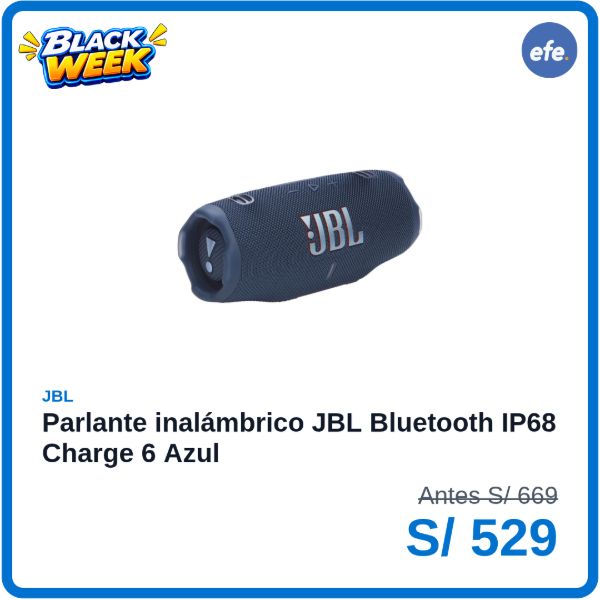 BLACK
WEEK
efe.
JBL
JBL
Parlante inalámbrico JBL Bluetooth IP68
Charge 6 Azul
Antes S/ 669
S/ 529